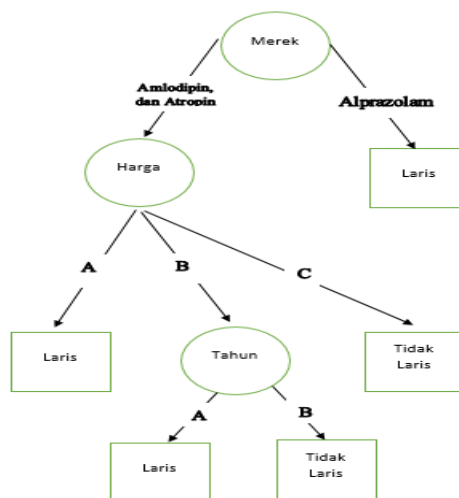 Merek
Amlodipin,
dan Atropin
Alprazolam
Harga
Laris
A
B
C
Laris
Tahun
Tidak
Laris
A
B
Laris
Tidak
Laris